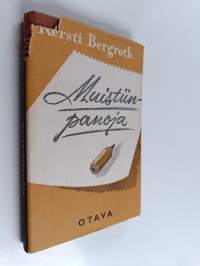 Kersti Bergroth
Muistiin-
panoja
OTAVA